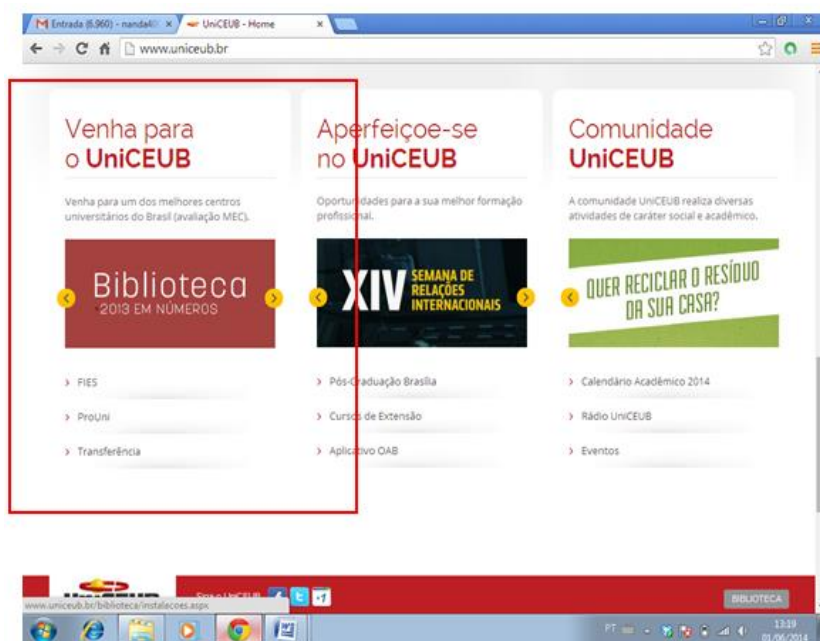 Entrada (6.960) - nanda40
UniCEUB - Home
www.uniceub.br
Venha para
o UniCEUB
Venha para um dos melhores centros
universitários do Brasil (avaliação MEC).
Biblioteca
2013 EM NÚMEROS
FIES
ProUni
Transferência
Aperfeiçoe-se
no UniCEUB
Oportunidades para a sua melhor formação
profissional.
XIV SEMANA DE
RELAÇÕES
INTERNACIONAIS
Pós-Graduação Brasília
Cursos de Extensão
Aplicativo OAB
Comunidade
UniCEUB
A comunidade UniCEUB realiza diversas
atividades de caráter social e acadêmico.
QUER RECICLAR O RESÍDUO
DA SUA CASA?
Calendário Acadêmico 2014
Rádio UniCEUB
Eventos
UniCEUB
Siga o UniCEUB
BIBLIOTECA
www.uniceub.br/biblioteca/instalacoes.aspx
PT
13:19
01/06/2014